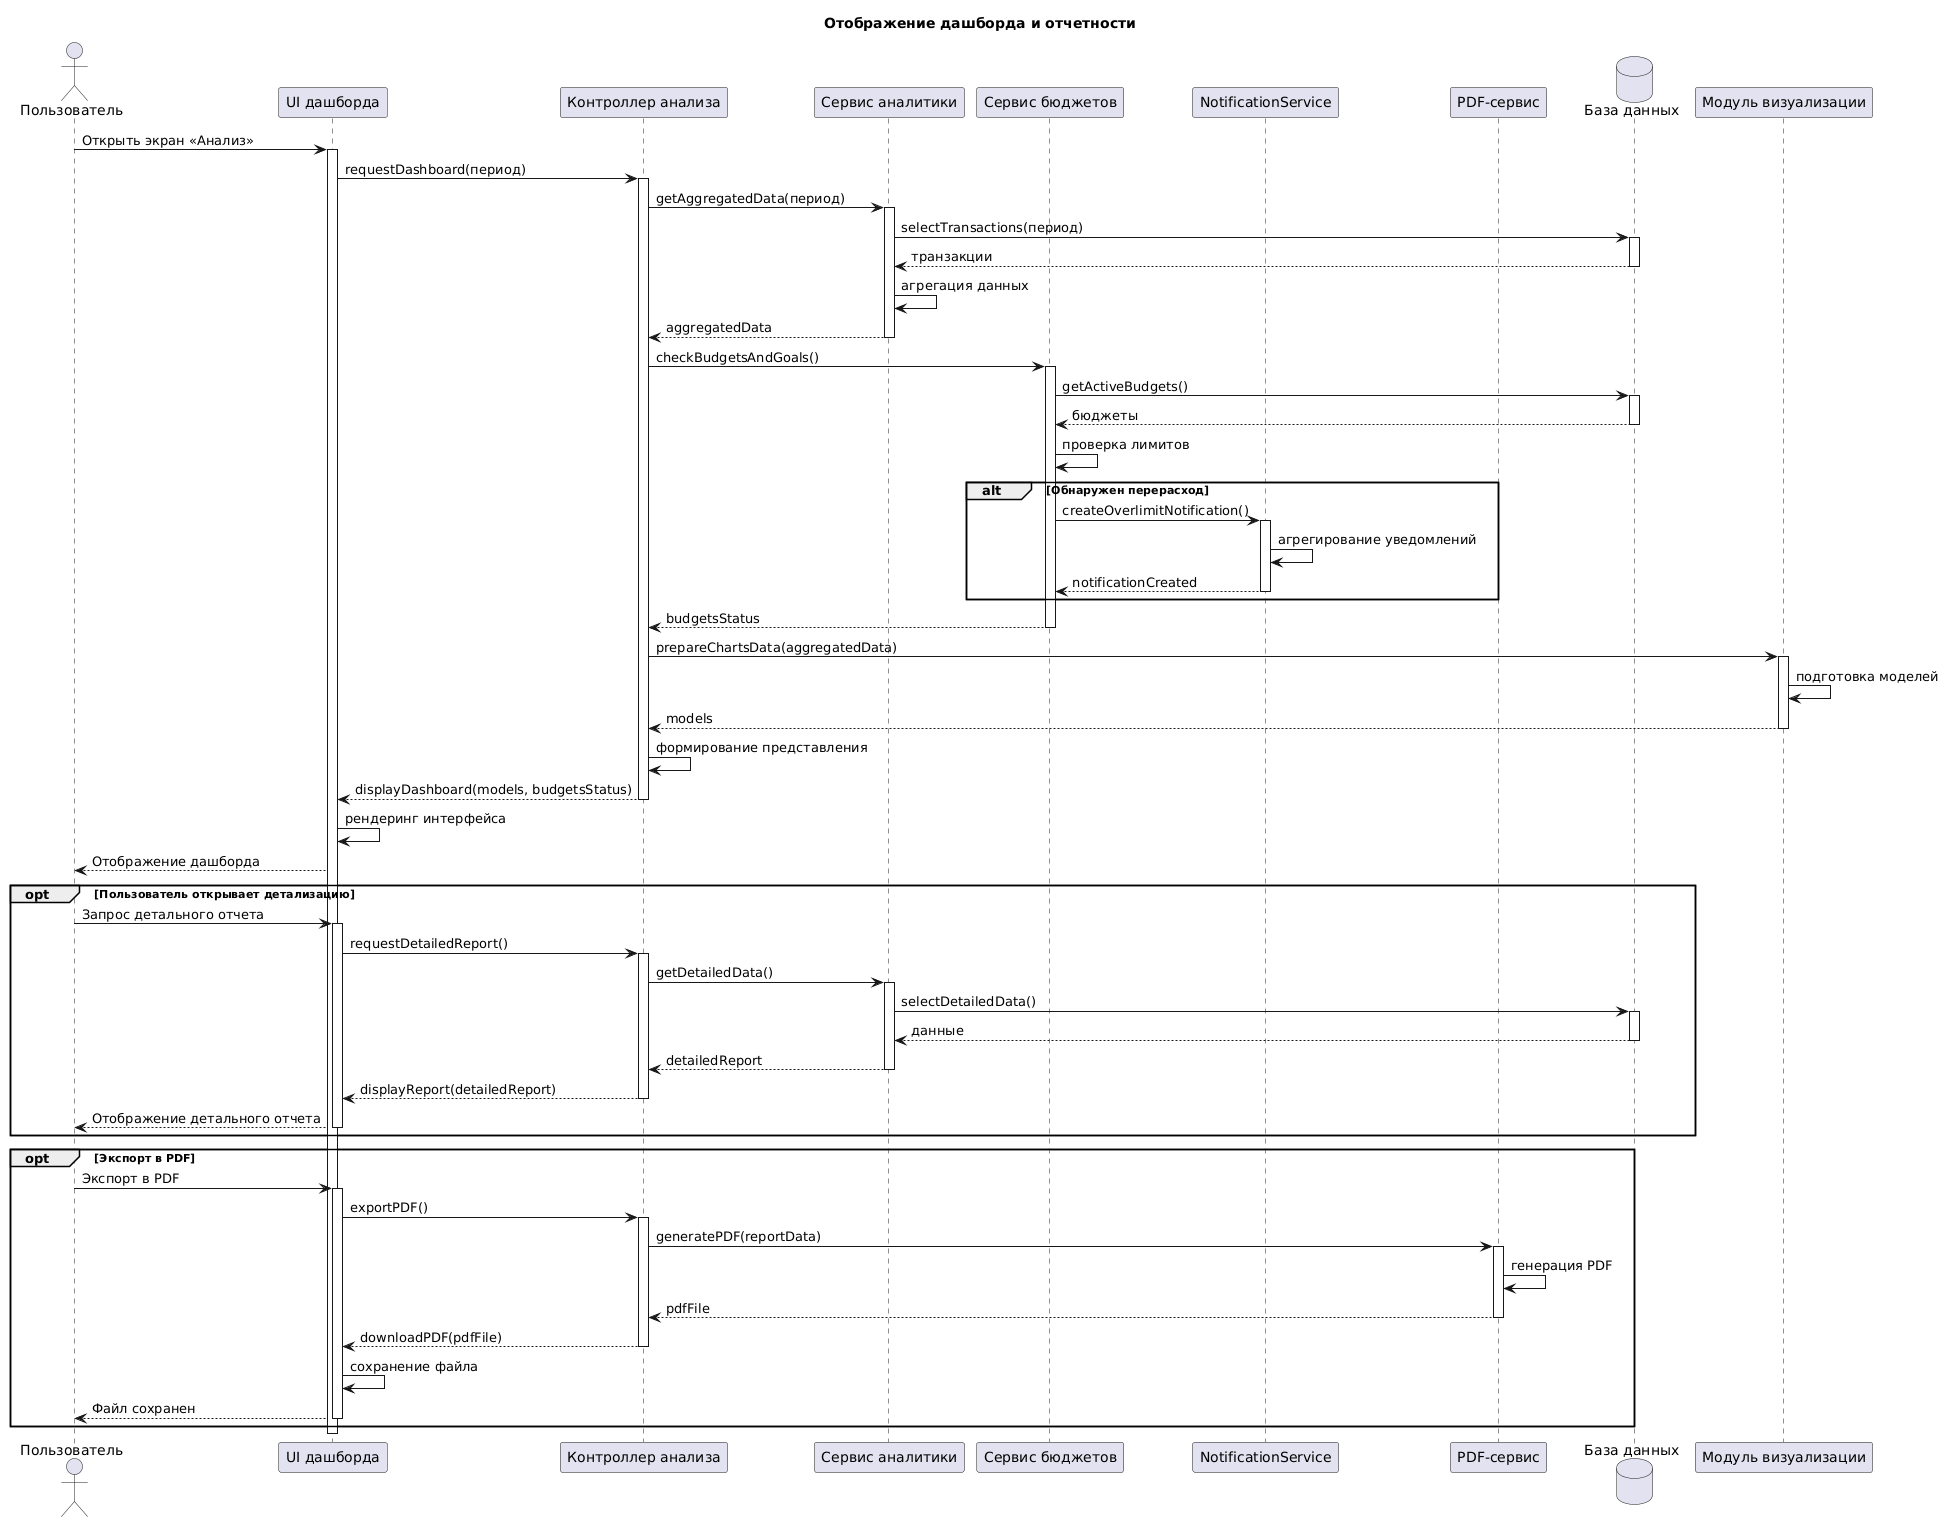 Отображение дашборда и отчетности
Пользователь
UI дашборда
Контроллер анализа
Сервис аналитики
Сервис бюджетов
NotificationService
PDF-сервис
База данных
Модуль визуализации
Открыть экран «Анализ»
requestDashboard(период)
getAggregatedData(период)
selectTransactions(период)
транзакции
агрегация данных
aggregatedData
checkBudgetsAndGoals()
getActiveBudgets()
бюджеты
проверка лимитов
alt
[Обнаружен перерасход]
createOverlimitNotification()
агрегирование уведомлений
notificationCreated
budgetsStatus
prepareChartsData(aggregatedData)
подготовка моделей
models
формирование представления
displayDashboard(models, budgetsStatus)
рендеринг интерфейса
Отображение дашборда
opt
[Пользователь открывает детализацию]
Запрос детального отчета
requestDetailedReport()
getDetailedData()
selectDetailedData()
данные
detailedReport
displayReport(detailedReport)
Отображение детального отчета
opt
[Экспорт в PDF]
Экспорт в PDF
exportPDF()
generatePDF(reportData)
генерация PDF
pdfFile
downloadPDF(pdfFile)
сохранение файла
Файл сохранен
Пользователь
UI дашборда
Контроллер анализа
Сервис аналитики
Сервис бюджетов
NotificationService
PDF-сервис
База данных
Модуль визуализации